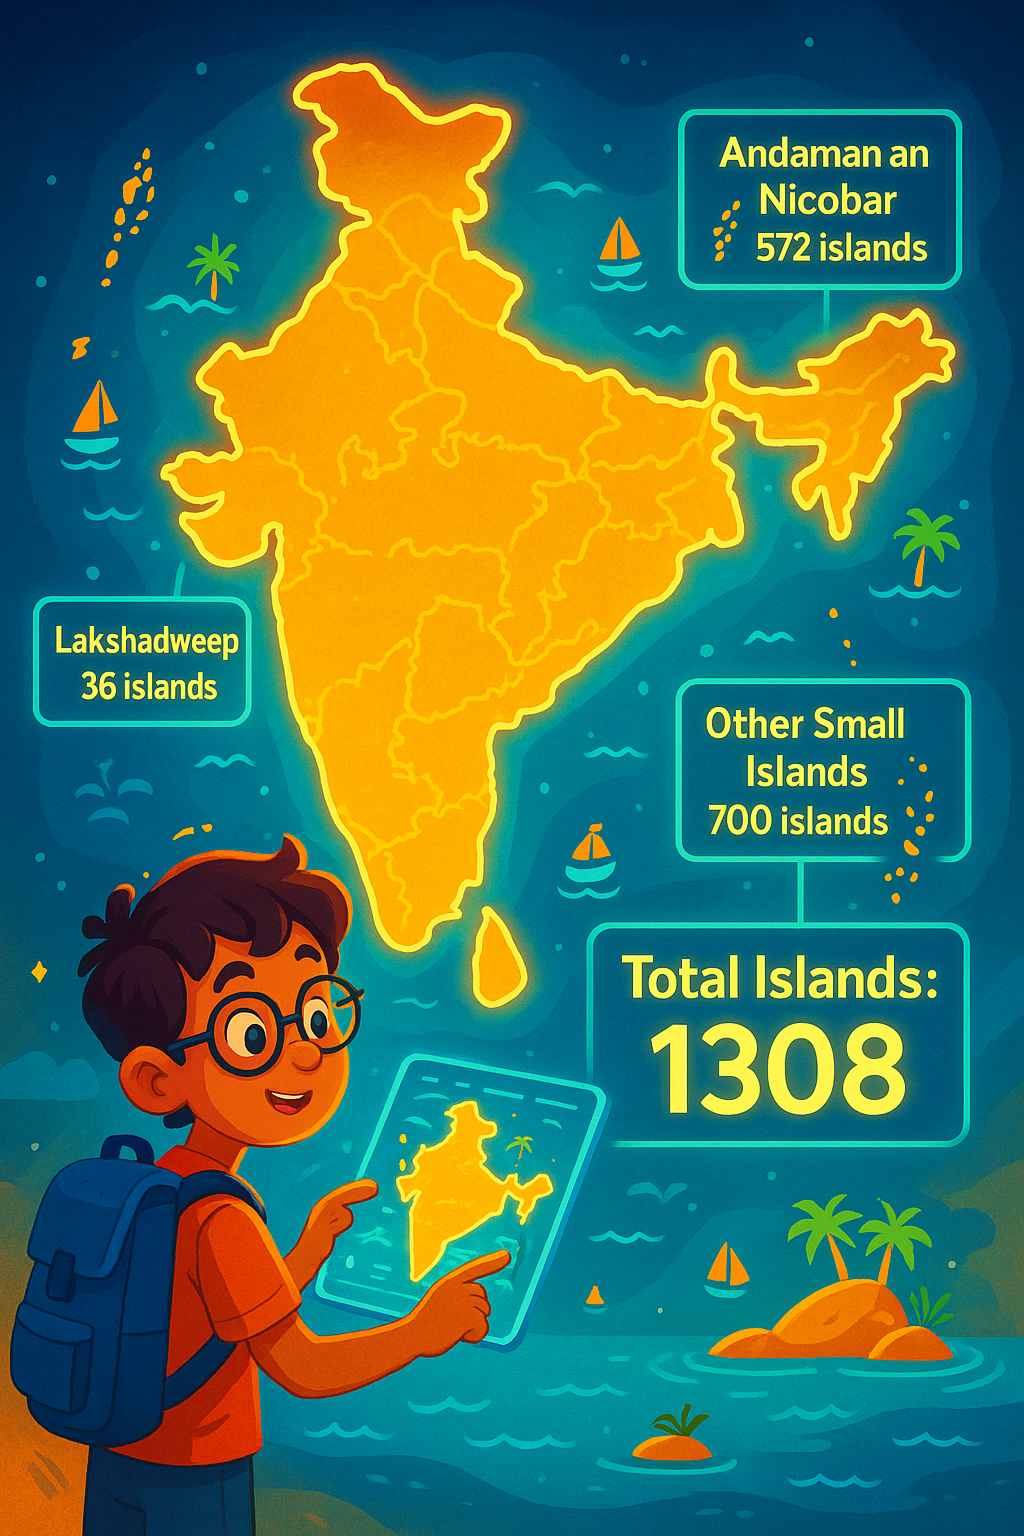 Andaman an
Nicobar
572 islands
Lakshadweep
36 islands
Other Small
Islands
700 islands
Total Islands:
1308